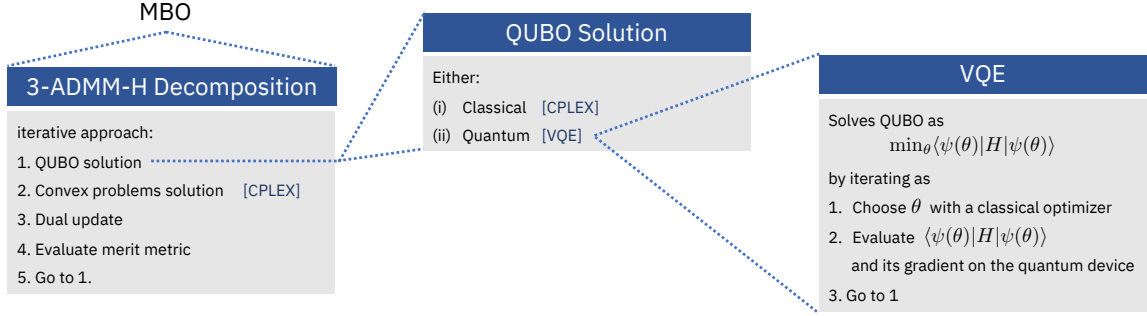 MBO
3-ADMM-H Decomposition
iterative approach:
1. QUBO solution
2. Convex problems solution [CPLEX]
3. Dual update
4. Evaluate merit metric
5. Go to 1.
QUBO Solution
Either:
(i) Classical [CPLEX]
(ii) Quantum [VQE]
VQE
Solves QUBO as
min_θ⟨ψ(θ)|H|ψ(θ)⟩
by iterating as
1. Choose θ with a classical optimizer
2. Evaluate ⟨ψ(θ)|H|ψ(θ)⟩
and its gradient on the quantum device
3. Go to 1